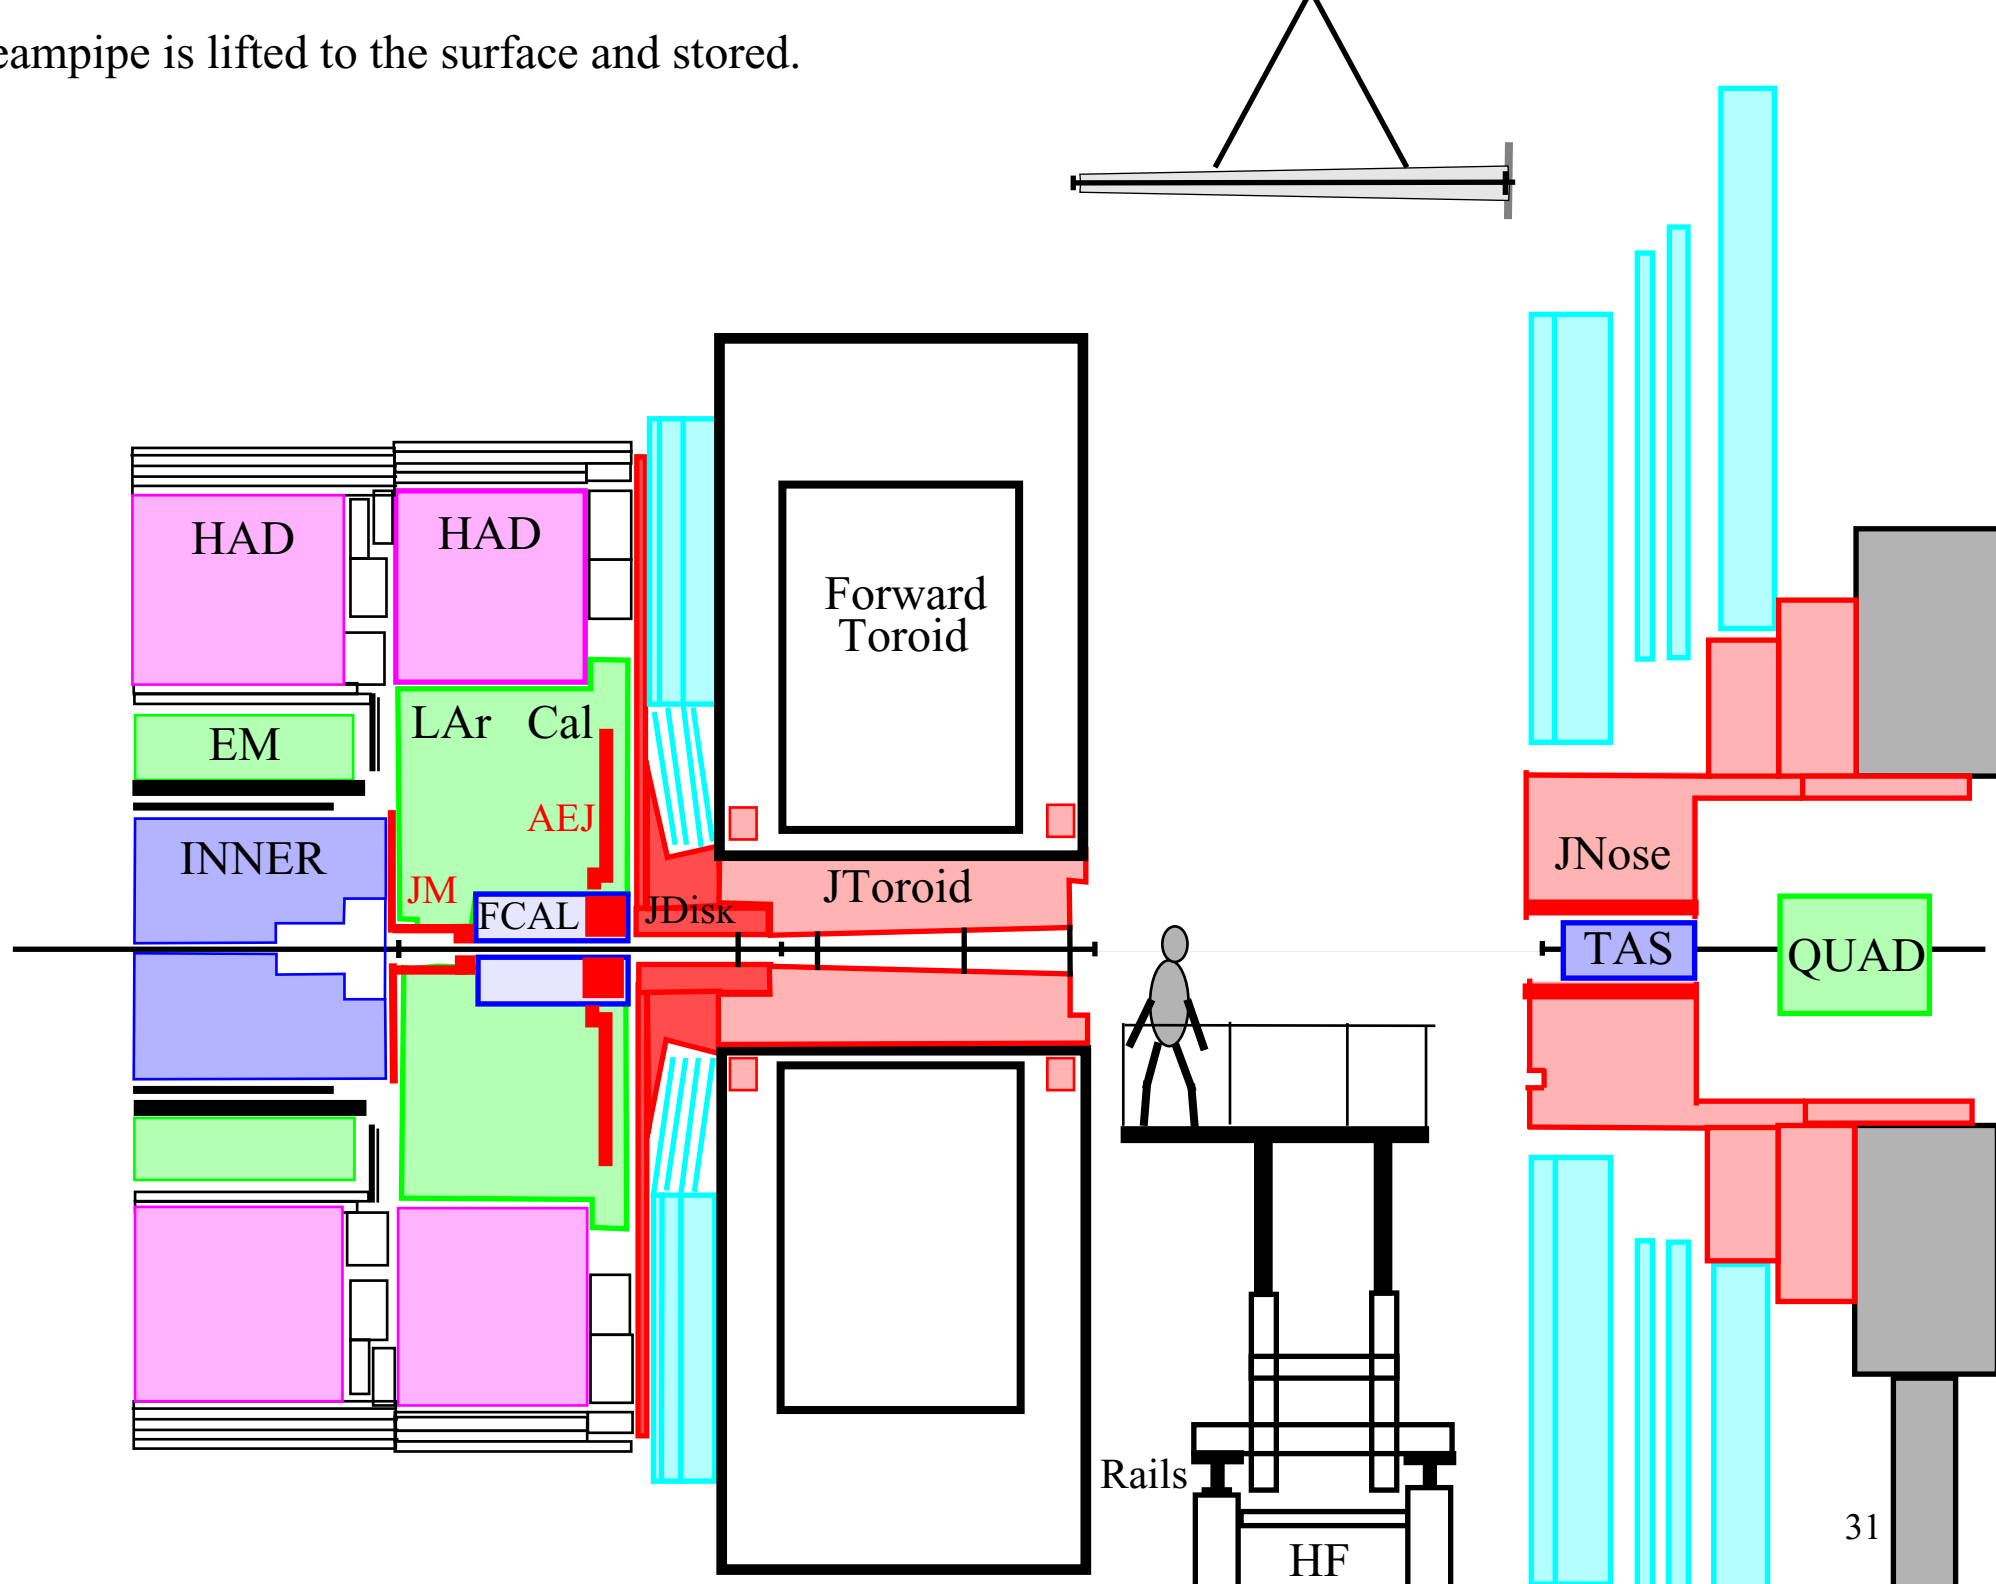 eampipe is lifted to the surface and stored.
HAD
HAD
Forward
Toroid
LAr Cal
EM
AEJ
INNER
JM
FCAL
JDisk
JToroid
JNose
TAS
QUAD
Rails
HF
31